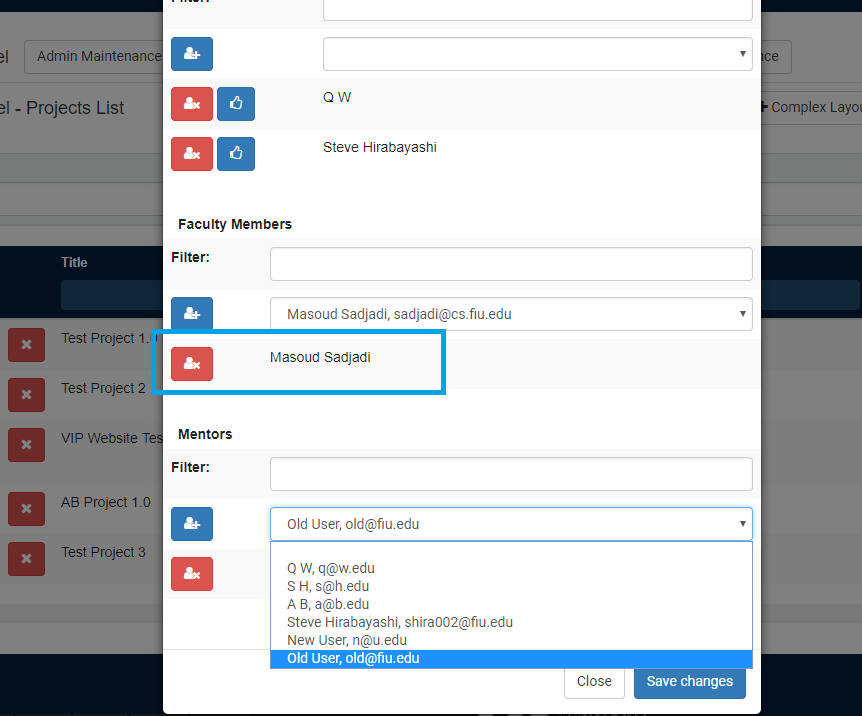 el
Admin Maintenance
nce
el - Projects List
Complex Layou
Title
Test Project 1.0
Test Project 2
VIP Website Tes
AB Project 1.0
Test Project 3
Filter:
Q W
Steve Hirabayashi
Faculty Members
Filter:
Masoud Sadjadi, sadjadi@cs.fiu.edu
Masoud Sadjadi
Mentors
Filter:
Old User, old@fiu.edu
Q W, q@w.edu
S H, s@h.edu
A B, a@b.edu
Steve Hirabayashi, shira002@fiu.edu
New User, n@u.edu
Old User, old@fiu.edu
Close
Save changes